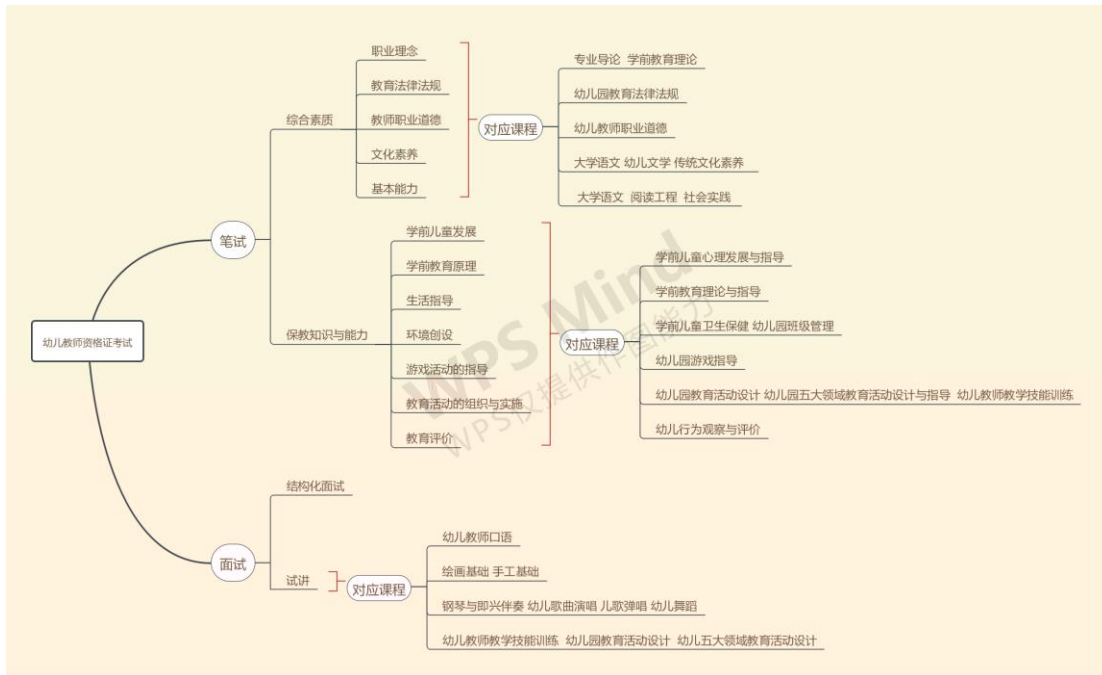 幼儿教师资格证考试
笔试
综合素质
职业理念
教育法律法规
教师职业道德
文化素养
基本能力
对应课程
专业导论 学前教育理论
幼儿园教育法律法规
幼儿教师职业道德
大学语文 幼儿文学 传统文化素养
大学语文 阅读工程 社会实践
保教知识与能力
学前儿童发展
学前教育原理
生活指导
环境创设
游戏活动的指导
教育活动的组织与实施
教育评价
对应课程
学前儿童心理发展与指导
学前教育理论与指导
学前儿童卫生保健 幼儿园班级管理
幼儿园游戏指导
幼儿园教育活动设计 幼儿园五大领域教育活动设计与指导 幼儿教师教学技能训练
幼儿行为观察与评价
面试
结构化面试
试讲
对应课程
幼儿教师口语
绘画基础 手工基础
钢琴与即兴伴奏 幼儿歌曲演唱 儿歌弹唱 幼儿舞蹈
幼儿教师教学技能训练 幼儿园教育活动设计 幼儿五大领域教育活动设计
WPS Mind
WPS仅提供作图能力